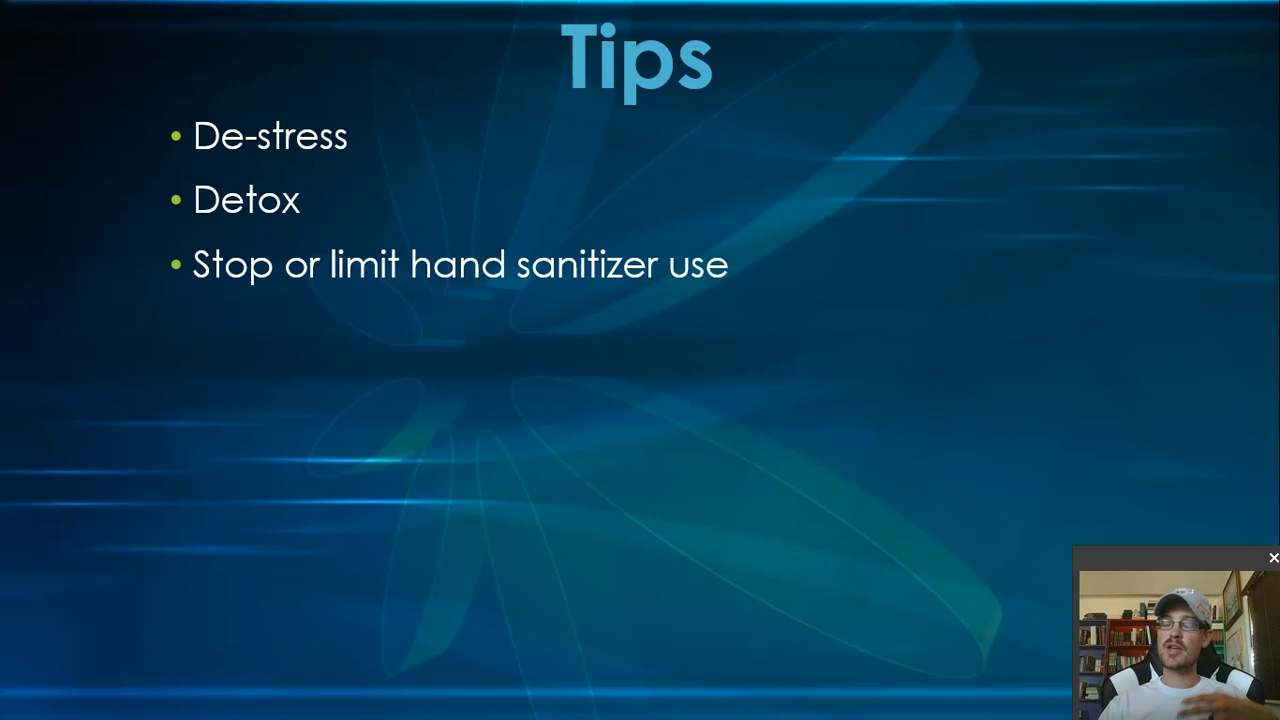 Tips
• De-stress
• Detox
• Stop or limit hand sanitizer use